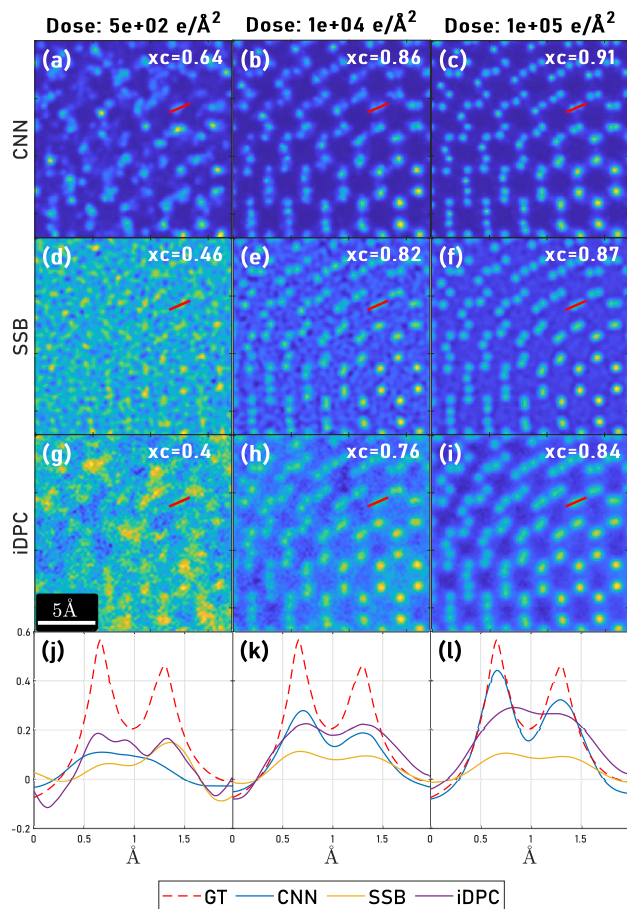 Dose: 5e+02 e/Å² Dose: 1e+04 e/Å² Dose: 1e+05 e/Å²
CNN
(a) xc=0.64 (b) xc=0.86 (c) xc=0.91
SSB
(d) xc=0.46 (e) xc=0.82 (f) xc=0.87
iDPC
(g) xc=0.4 (h) xc=0.76 (i) xc=0.84
5Å
(j) (k) (l)
0.6
0.4
0.2
0
-0.2
0 0.5 1 1.5 0 0.5 1 1.5 0 0.5 1 1.5
Å Å Å
GT CNN SSB iDPC